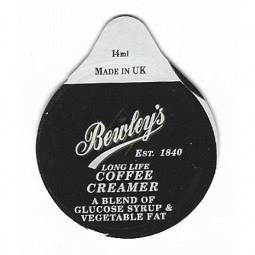 14ml
MADE IN UK
Bewley's
EST. 1840
LONG LIFE
COFFEE
CREAMER
A BLEND OF
GLUCOSE SYRUP &
VEGETABLE FAT